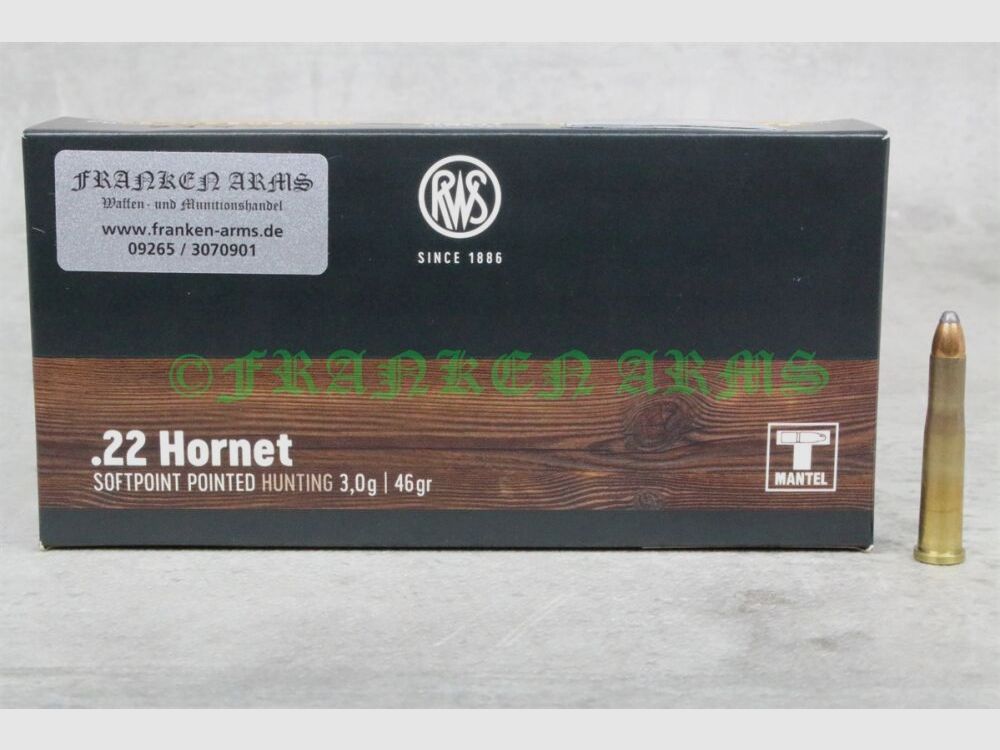 FRANKEN ARMS
Waffen- und Munitionshandel
www.franken-arms.de
09265 / 3070901
RWS
SINCE 1886
© FRANKEN ARMS
.22 Hornet
SOFTPOINT POINTED HUNTING 3,0g | 46gr
T
MANTEL